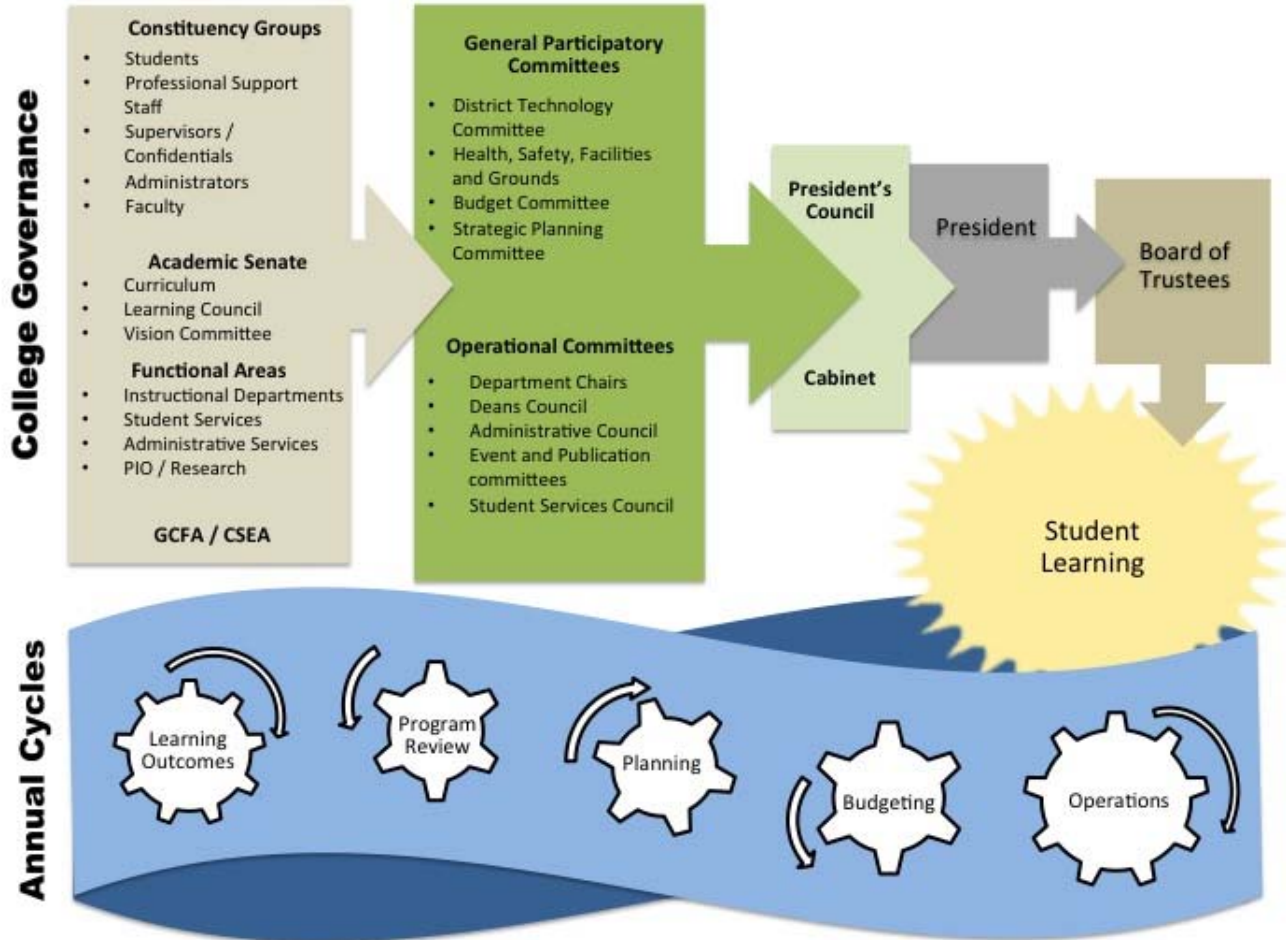 College Governance
Constituency Groups
• Students
• Professional Support
Staff
• Supervisors /
Confidentials
• Administrators
• Faculty
Academic Senate
• Curriculum
• Learning Council
• Vision Committee
Functional Areas
• Instructional Departments
• Student Services
• Administrative Services
• PIO / Research
GCFA / CSEA
General Participatory
Committees
• District Technology
Committee
• Health, Safety, Facilities
and Grounds
• Budget Committee
• Strategic Planning
Committee
Operational Committees
• Department Chairs
• Deans Council
• Administrative Council
• Event and Publication
committees
• Student Services Council
President's
Council
Cabinet
President
Board of
Trustees
Student
Learning
Annual Cycles
Learning
Outcomes
Program
Review
Planning
Budgeting
Operations